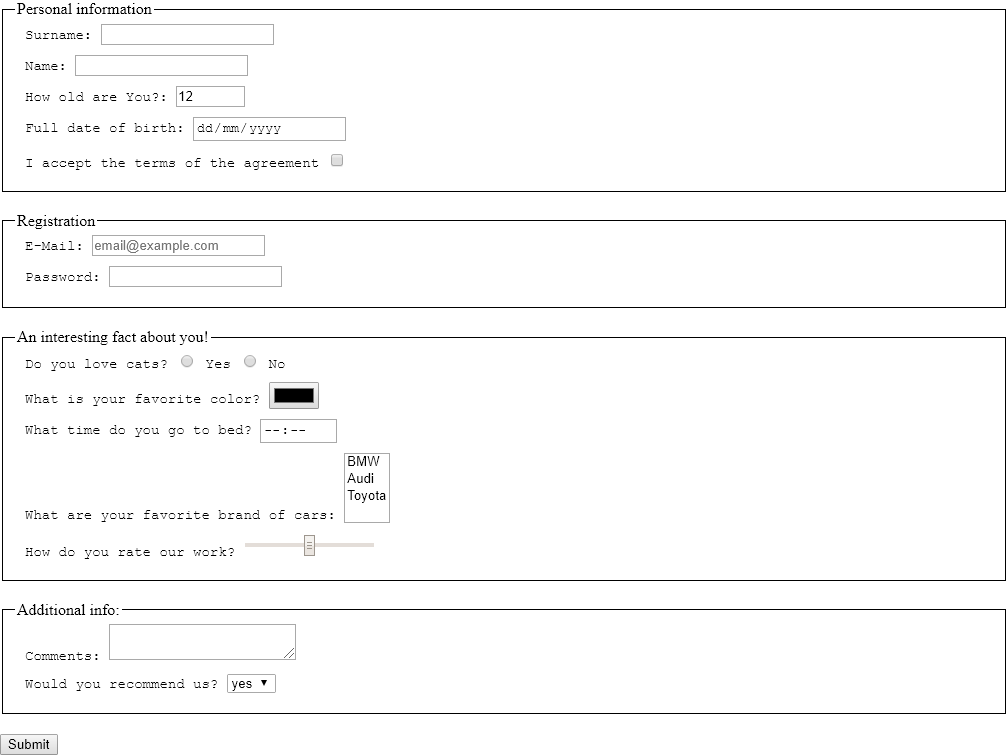 Personal information
Surname:
Name:
How old are You?: 12
Full date of birth: dd/mm/yyyy
I accept the terms of the agreement
Registration
E-Mail: email@example.com
Password:
An interesting fact about you!
Do you love cats? Yes No
What is your favorite color?
What time do you go to bed? --:--
BMW
Audi
Toyota
What are your favorite brand of cars:
How do you rate our work?
Additional info:
Comments:
Would you recommend us? yes
Submit